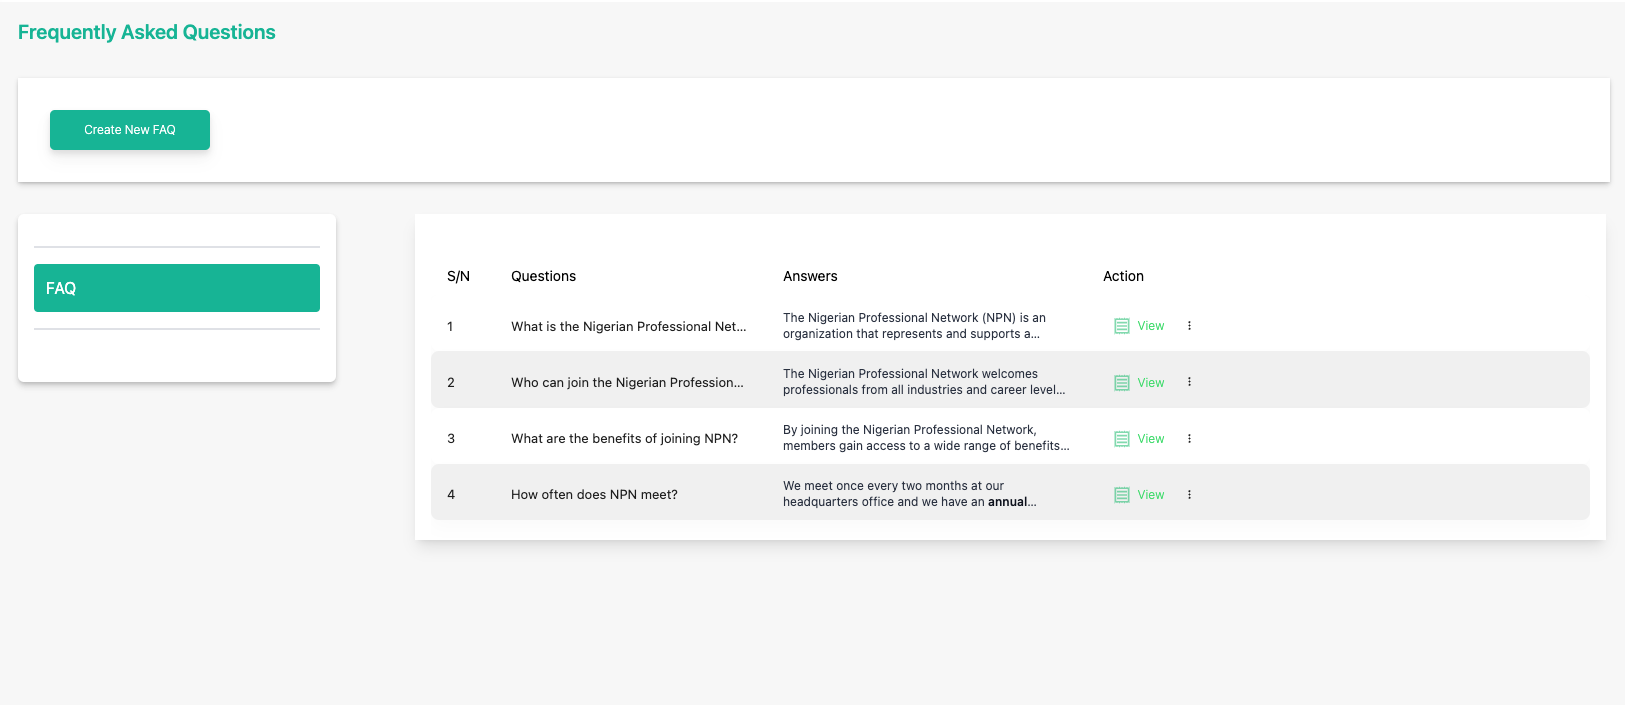 Frequently Asked Questions
Create New FAQ
FAQ
S/N Questions Answers Action
1 What is the Nigerian Professional Net... The Nigerian Professional Network (NPN) is an
organization that represents and supports a... View
2 Who can join the Nigerian Profession... The Nigerian Professional Network welcomes
professionals from all industries and career level... View
3 What are the benefits of joining NPN? By joining the Nigerian Professional Network,
members gain access to a wide range of benefits... View
4 How often does NPN meet? We meet once every two months at our
headquarters office and we have an annual... View